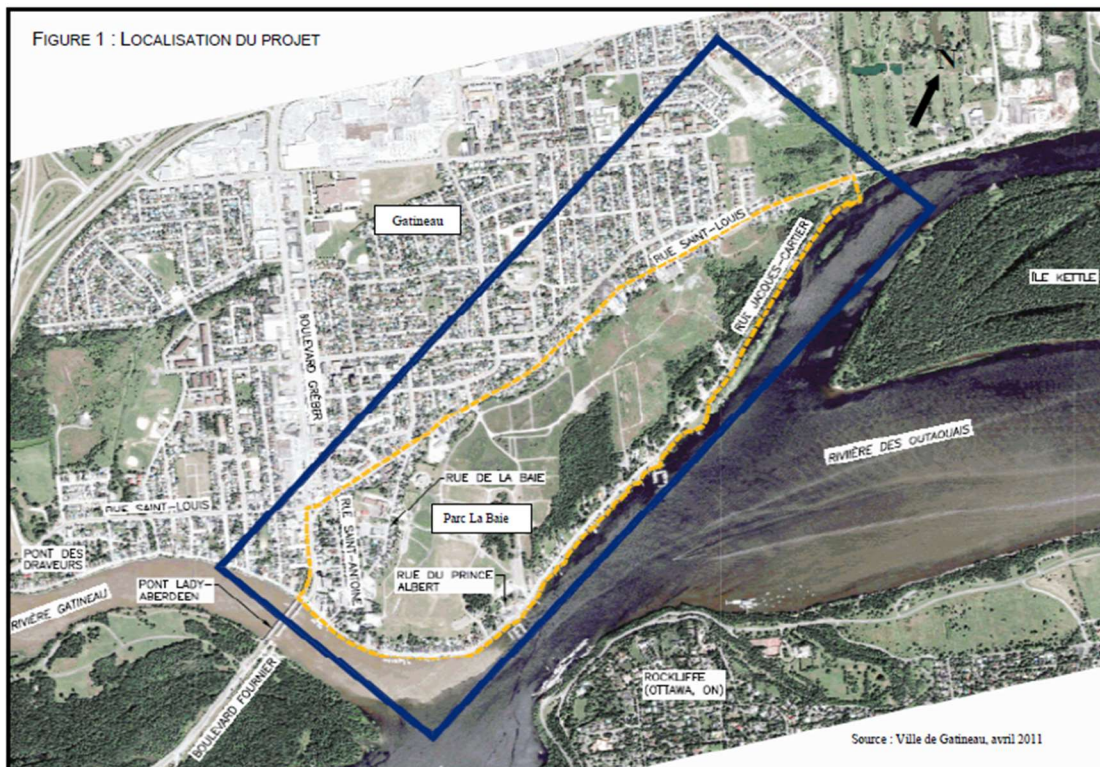 FIGURE 1 : LOCALISATION DU PROJET
N
Gatineau
RUE SAINT-LOUIS
RUE JACQUES-CARTIER
ÎLE KETTLE
BOULEVARD GRÉBER
RIVIÈRE DES OUTAOUAIS
RUE DE LA BAIE
RUE SAINT-LOUIS
RUE SAINT-ANTOINE
Parc La Baie
PONT DES
DRAVEURS
RUE DU PRINCE
ALBERT
PONT LADY-
ABERDEEN
RIVIÈRE GATINEAU
ROCKLIFFE
(OTTAWA, ON)
BOULEVARD FOURNIER
Source : Ville de Gatineau, avril 2011